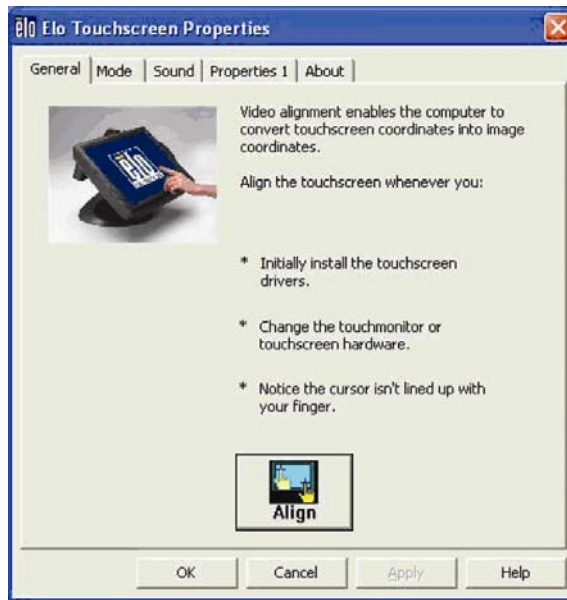 elo Elo Touchscreen Properties
General Mode Sound Properties 1 About
Video alignment enables the computer to
convert touchscreen coordinates into image
coordinates.
Align the touchscreen whenever you:
elo
* Initially install the touchscreen
drivers.
* Change the touchmonitor or
touchscreen hardware.
* Notice the cursor isn't lined up with
your finger.
Align
OK Cancel Apply Help